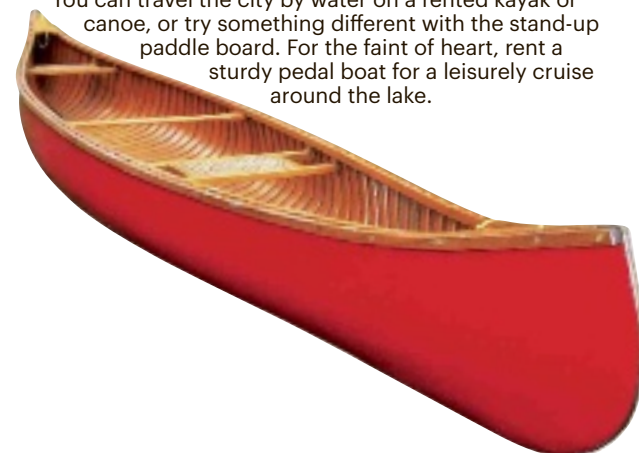 You can travel the city by water on a rented kayak or
canoe, or try something different with the stand-up
paddle board. For the faint of heart, rent a
sturdy pedal boat for a leisurely cruise
around the lake.